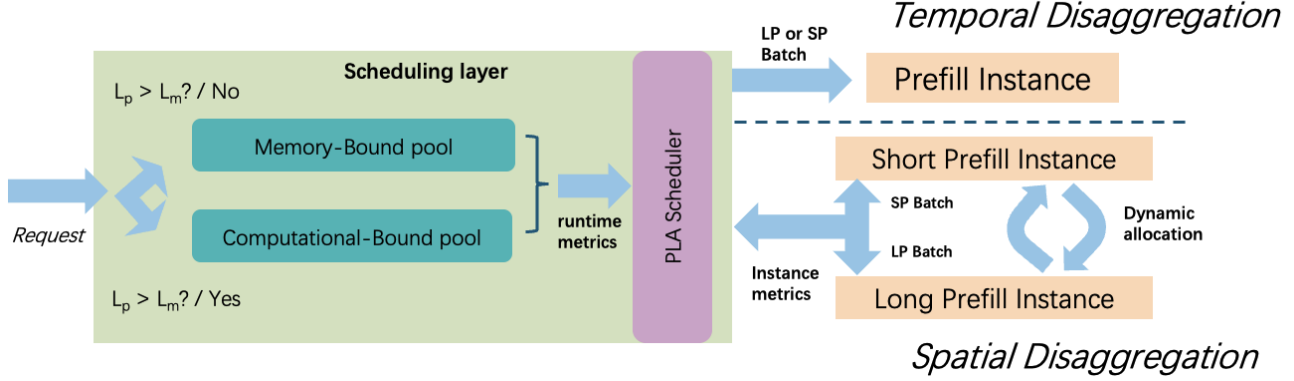 Temporal Disaggregation
LP or SP
Batch
Prefill Instance
Scheduling layer
Lp > Lm? / No
Memory-Bound pool
Computational-Bound pool
Lp > Lm? / Yes
Request
runtime
metrics
PLA Scheduler
Short Prefill Instance
SP Batch
Dynamic
allocation
LP Batch
Instance
metrics
Long Prefill Instance
Spatial Disaggregation